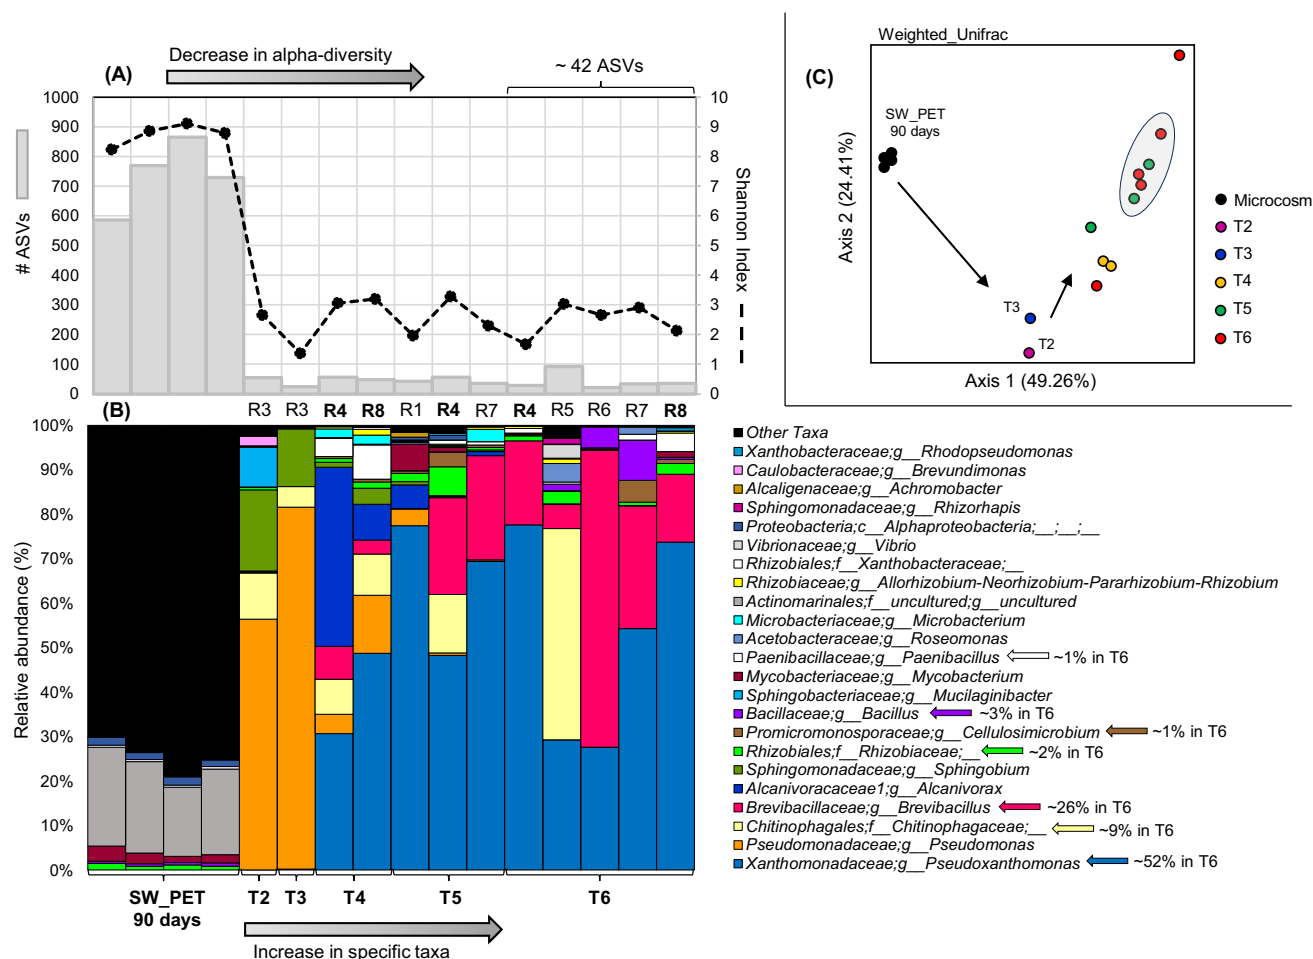 Decrease in alpha-diversity
(A)
~ 42 ASVs
1000
900
800
700
600
500
400
300
200
100
0
# ASVs
10
9
8
7
6
5
4
3
2
1
0
Shannon Index
(B)
R3 R3 R4 R8 R1 R4 R7 R4 R5 R6 R7 R8
100%
90%
80%
70%
60%
50%
40%
30%
20%
10%
0%
Relative abundance (%)
SW_PET
90 days
T2 T3 T4 T5 T6
Increase in specific taxa
(C)
Weighted_Unifrac
SW_PET
90 days
T3
T2
Axis 2 (24.41%)
Axis 1 (49.26%)
Microcosm
T2
T3
T4
T5
T6
Other Taxa
Xanthobacteraceae;g__Rhodopseudomonas
Caulobacteraceae;g__Brevundimonas
Alcaligenaceae;g__Achromobacter
Sphingomonadaceae;g__Rhizorhapis
Proteobacteria;c__Alphaproteobacteria;__;__;__
Vibrionaceae;g__Vibrio
Rhizobiales;f__Xanthobacteraceae;__
Rhizobiaceae;g__Allorhizobium-Neorhizobium-Pararhizobium-Rhizobium
Actinomarinales;f__uncultured;g__uncultured
Microbacteriaceae;g__Microbacterium
Acetobacteraceae;g__Roseomonas
Paenibacillaceae;g__Paenibacillus ~1% in T6
Mycobacteriaceae;g__Mycobacterium
Sphingobacteriaceae;g__Mucilaginibacter
Bacillaceae;g__Bacillus ~3% in T6
Promicromonosporaceae;g__Cellulosimicrobium ~1% in T6
Rhizobiales;f__Rhizobiaceae;__ ~2% in T6
Sphingomonadaceae;g__Sphingobium
Alcanivoracaceae1;g__Alcanivorax
Brevibacillaceae;g__Brevibacillus ~26% in T6
Chitinophagales;f__Chitinophagaceae;__ ~9% in T6
Pseudomonadaceae;g__Pseudomonas
Xanthomonadaceae;g__Pseudoxanthomonas ~52% in T6